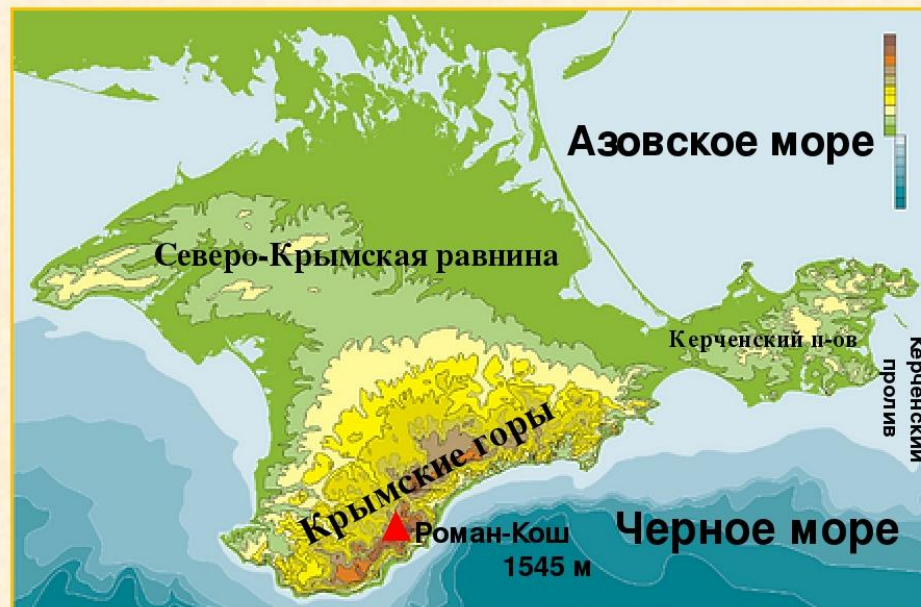 Азовское море
Северо-Крымская равнина
Керченский п-ов
Керченский
пролив
Крымские горы
Роман-Кош
1545 м
Черное море